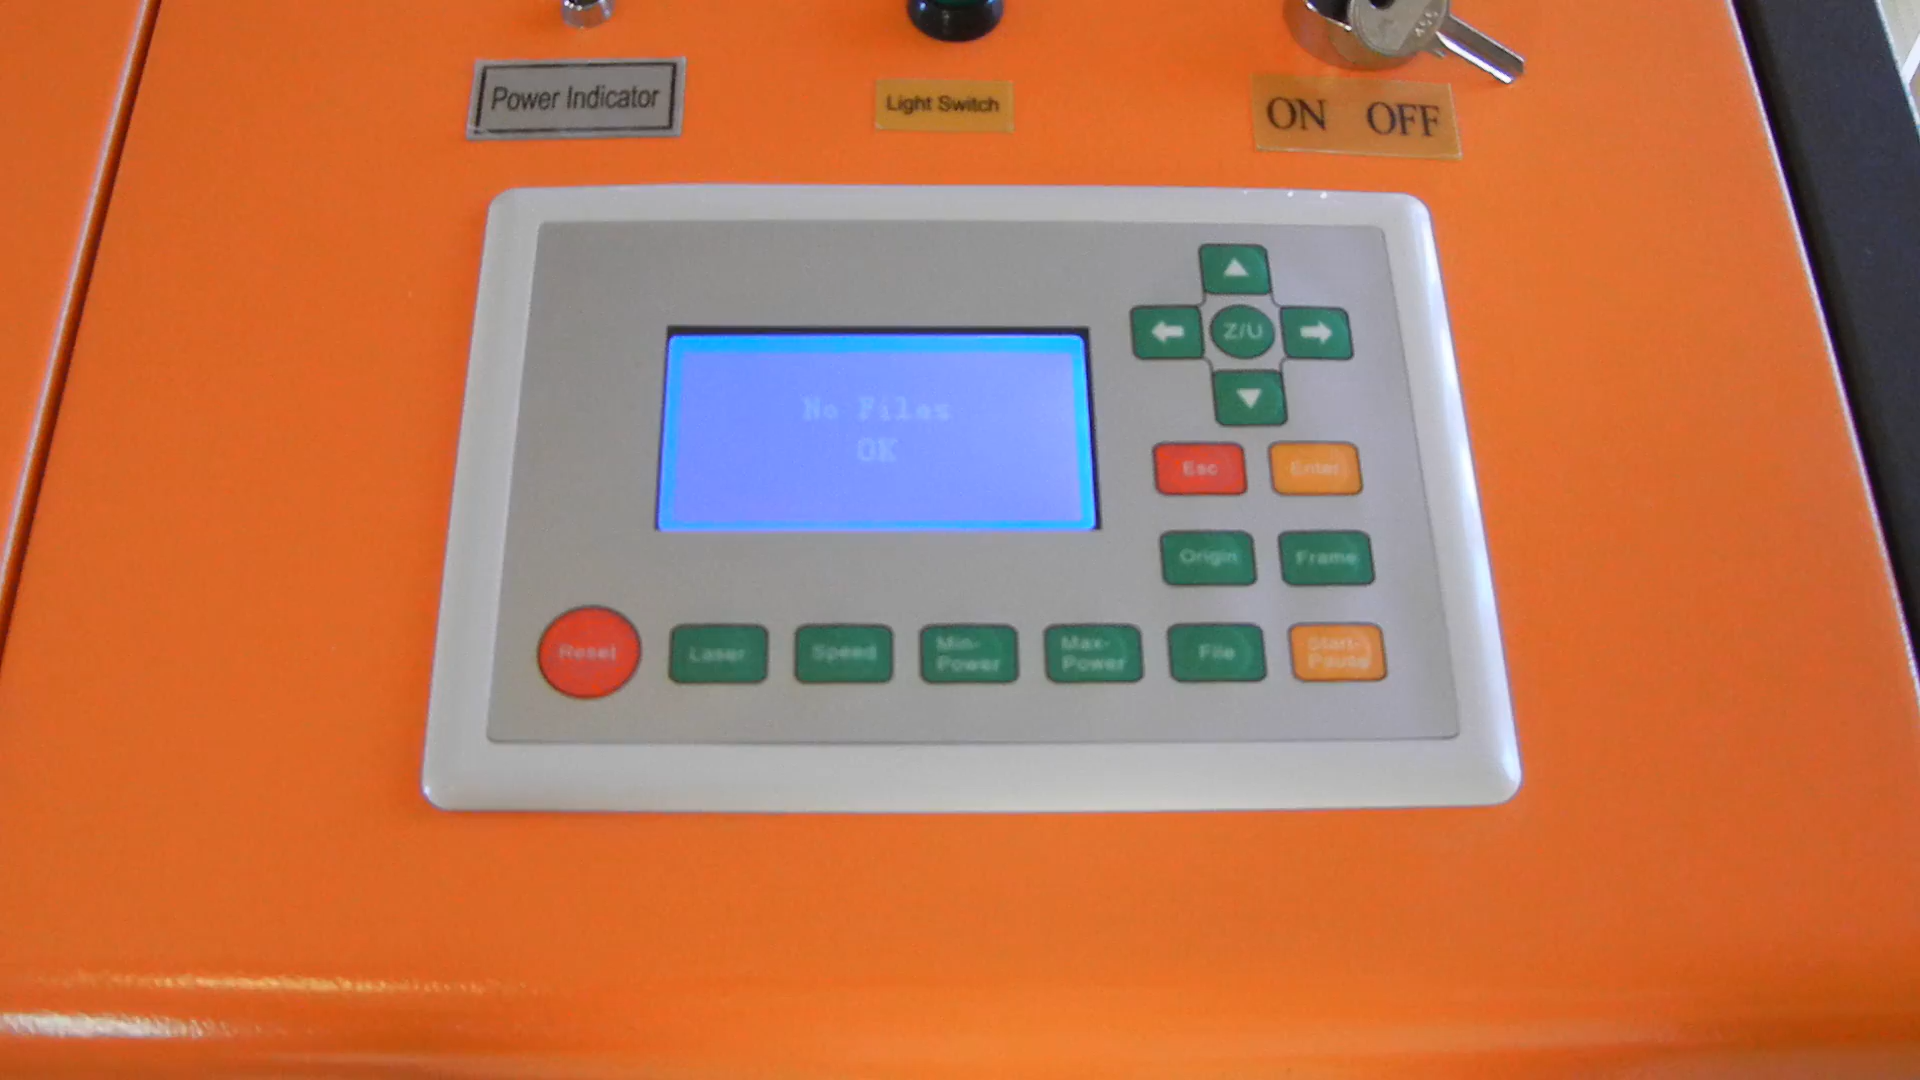 Power Indicator
Light Switch
ON OFF
No Files
OK
Z/U
Esc
Enter
Origin
Frame
Reset
Laser
Speed
Min-
Power
Max-
Power
File
Start-
Pause